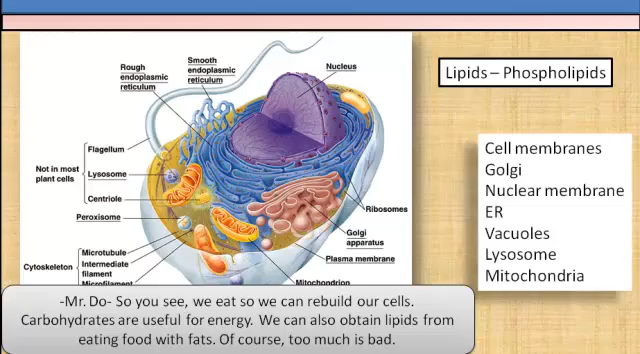 Lipids – Phospholipids
Rough
endoplasmic
reticulum
Smooth
endoplasmic
reticulum
Nucleus
Flagellum
Not in most
plant cells
Lysosome
Centriole
Peroxisome
Ribosomes
Golgi
apparatus
Plasma membrane
Mitochondrion
Cytoskeleton
Microtubule
Intermediate
filament
Microfilament
Cell membranes
Golgi
Nuclear membrane
ER
Vacuoles
Lysosome
Mitochondria
-Mr. Do- So you see, we eat so we can rebuild our cells.
Carbohydrates are useful for energy. We can also obtain lipids from
eating food with fats. Of course, too much is bad.